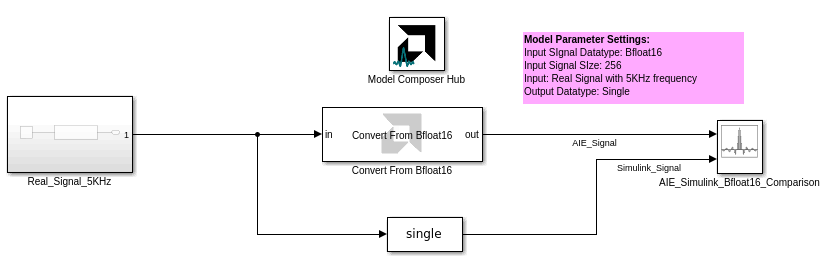 Model Composer Hub
Model Parameter Settings:
Input SIgnal Datatype: Bfloat16
Input Signal SIze: 256
Input: Real Signal with 5KHz frequency
Output Datatype: Single
1
Real_Signal_5KHz
in
Convert From Bfloat16
out
Convert From Bfloat16
AIE_Signal
Simulink_Signal
AIE_Simulink_Bfloat16_Comparison
single